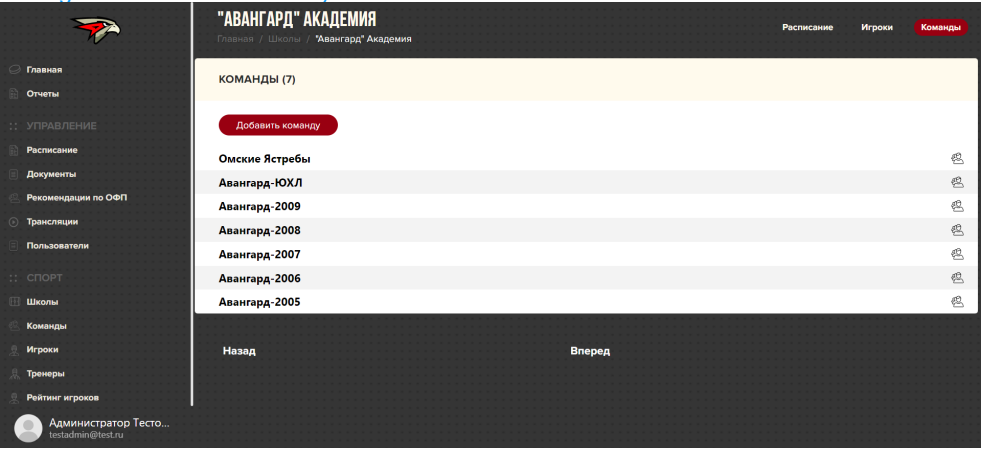 "АВАНГАРД" АКАДЕМИЯ
Главная / Школы / "Авангард" Академия
Расписание Игроки Команды
Главная
Отчеты
:: УПРАВЛЕНИЕ
Расписание
Документы
Рекомендации по ОФП
Трансляции
Пользователи
:: СПОРТ
Школы
Команды
Игроки
Тренеры
Рейтинг игроков
Администратор Тесто...
testadmin@test.ru
КОМАНДЫ (7)
Добавить команду
Омские Ястребы
Авангард-ЮХЛ
Авангард-2009
Авангард-2008
Авангард-2007
Авангард-2006
Авангард-2005
Назад Вперед